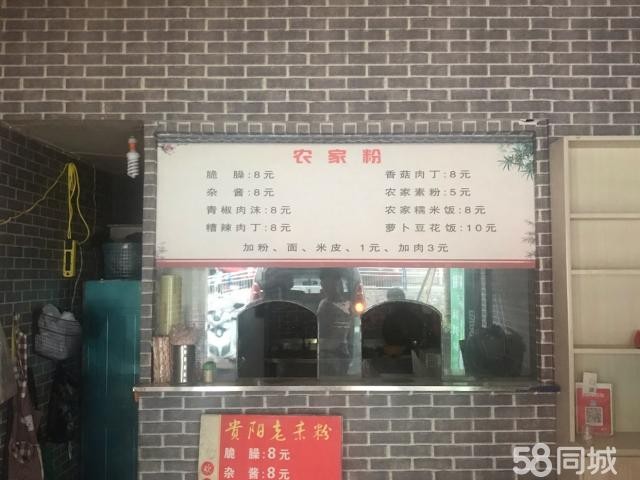 农家粉
脆臊:8元 香菇肉丁:8元
杂酱:8元 农家素粉:5元
青椒肉沫:8元 农家糯米饭:8元
糟辣肉丁:8元 萝卜豆花饭:10元
加粉、面、米皮、1元、加肉3元
贵阳老素粉
脆臊:8元
杂酱:8元
58同城